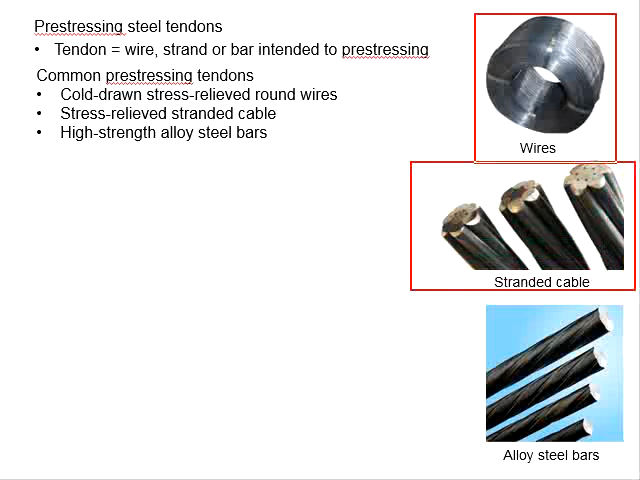 Prestressing steel tendons
• Tendon = wire, strand or bar intended to prestressing
Common prestressing tendons
• Cold-drawn stress-relieved round wires
• Stress-relieved stranded cable
• High-strength alloy steel bars
Wires
Stranded cable
Alloy steel bars